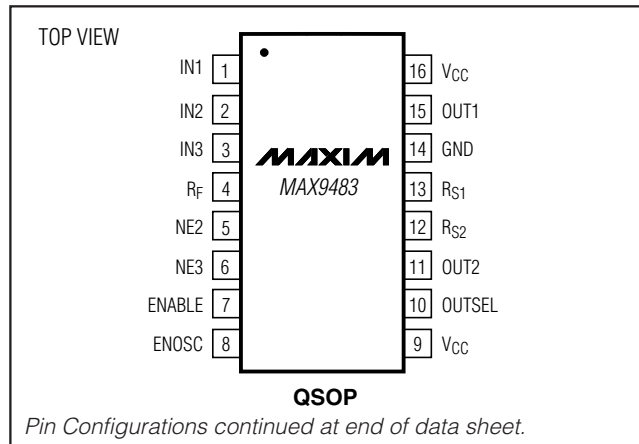 TOP VIEW
IN1 1
IN2 2
IN3 3
RF 4
NE2 5
NE3 6
ENABLE 7
ENOSC 8
MAXIM
MAX9483
16 VCC
15 OUT1
14 GND
13 RS1
12 RS2
11 OUT2
10 OUTSEL
9 VCC
QSOP
Pin Configurations continued at end of data sheet.